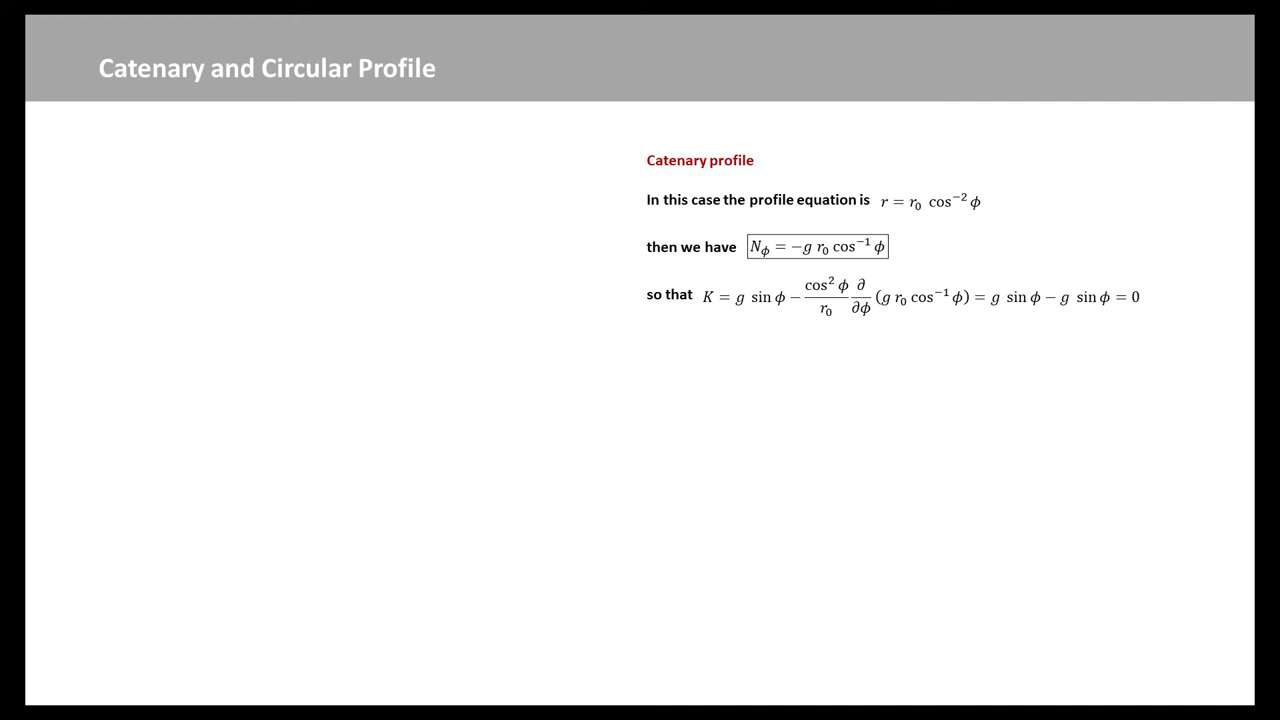 Catenary and Circular Profile
Catenary profile
In this case the profile equation is r = r₀ cos⁻² ϕ
then we have N_ϕ = −g r₀ cos⁻¹ ϕ
so that K = g sin ϕ − cos² ϕ / r₀ ∂/∂ϕ (g r₀ cos⁻¹ ϕ) = g sin ϕ − g sin ϕ = 0